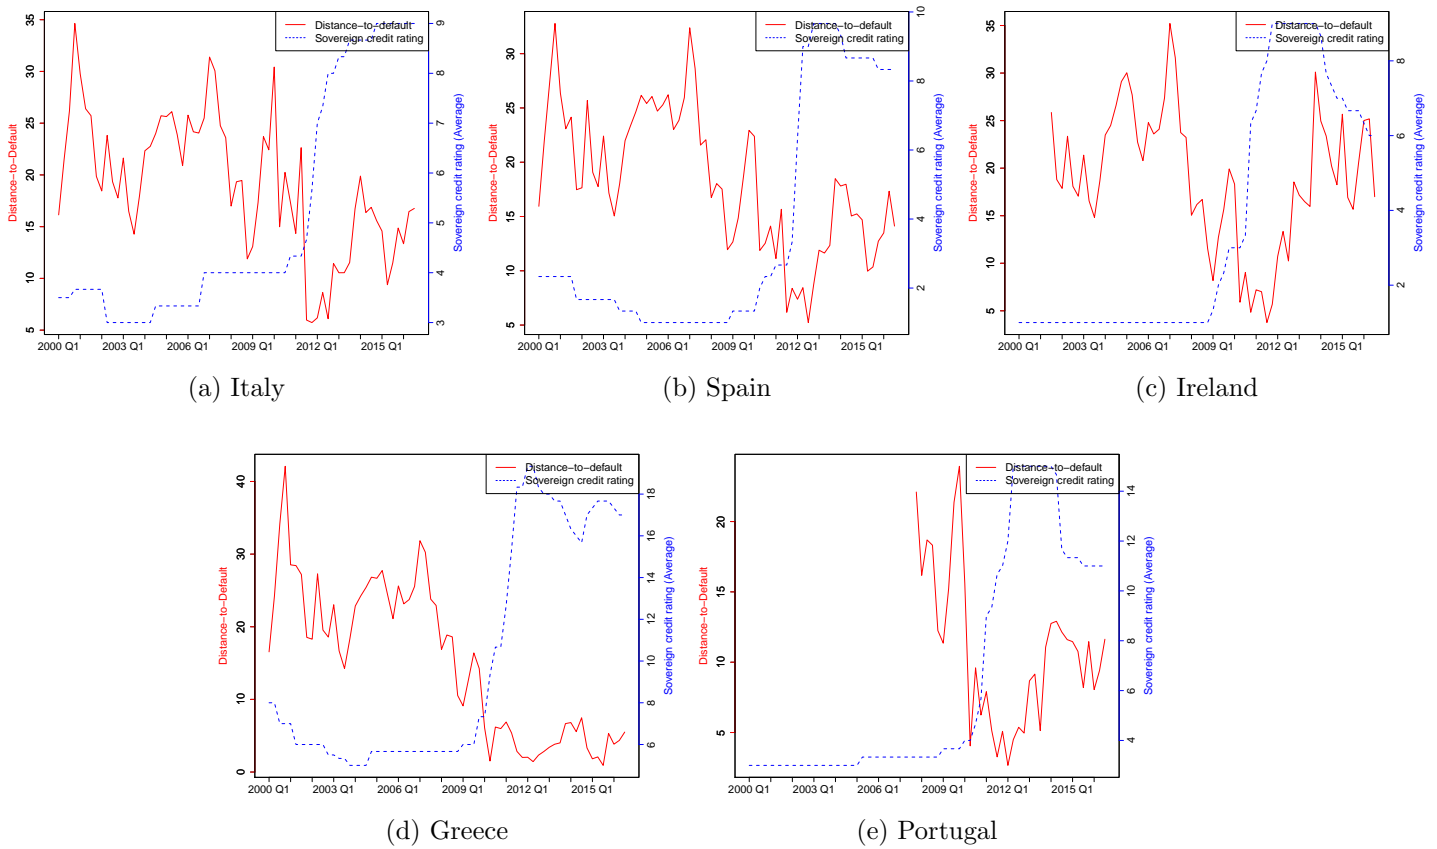 Distance−to−default
Sovereign credit rating
Distance−to−Default
Sovereign credit rating (Average)
5 10 15 20 25 30 35
3 4 5 6 7 8 9
2000 Q1 2003 Q1 2006 Q1 2009 Q1 2012 Q1 2015 Q1
(a) Italy
Distance−to−default
Sovereign credit rating
Distance−to−Default
Sovereign credit rating (Average)
5 10 15 20 25 30
2 4 6 8 10
2000 Q1 2003 Q1 2006 Q1 2009 Q1 2012 Q1 2015 Q1
(b) Spain
Distance−to−default
Sovereign credit rating
Distance−to−Default
Sovereign credit rating (Average)
5 10 15 20 25 30 35
2 4 6 8
2000 Q1 2003 Q1 2006 Q1 2009 Q1 2012 Q1 2015 Q1
(c) Ireland
Distance−to−default
Sovereign credit rating
Distance−to−Default
Sovereign credit rating (Average)
0 10 20 30 40
6 8 10 12 14 16 18
2000 Q1 2003 Q1 2006 Q1 2009 Q1 2012 Q1 2015 Q1
(d) Greece
Distance−to−default
Sovereign credit rating
Distance−to−Default
Sovereign credit rating (Average)
5 10 15 20
4 6 8 10 12 14
2000 Q1 2003 Q1 2006 Q1 2009 Q1 2012 Q1 2015 Q1
(e) Portugal